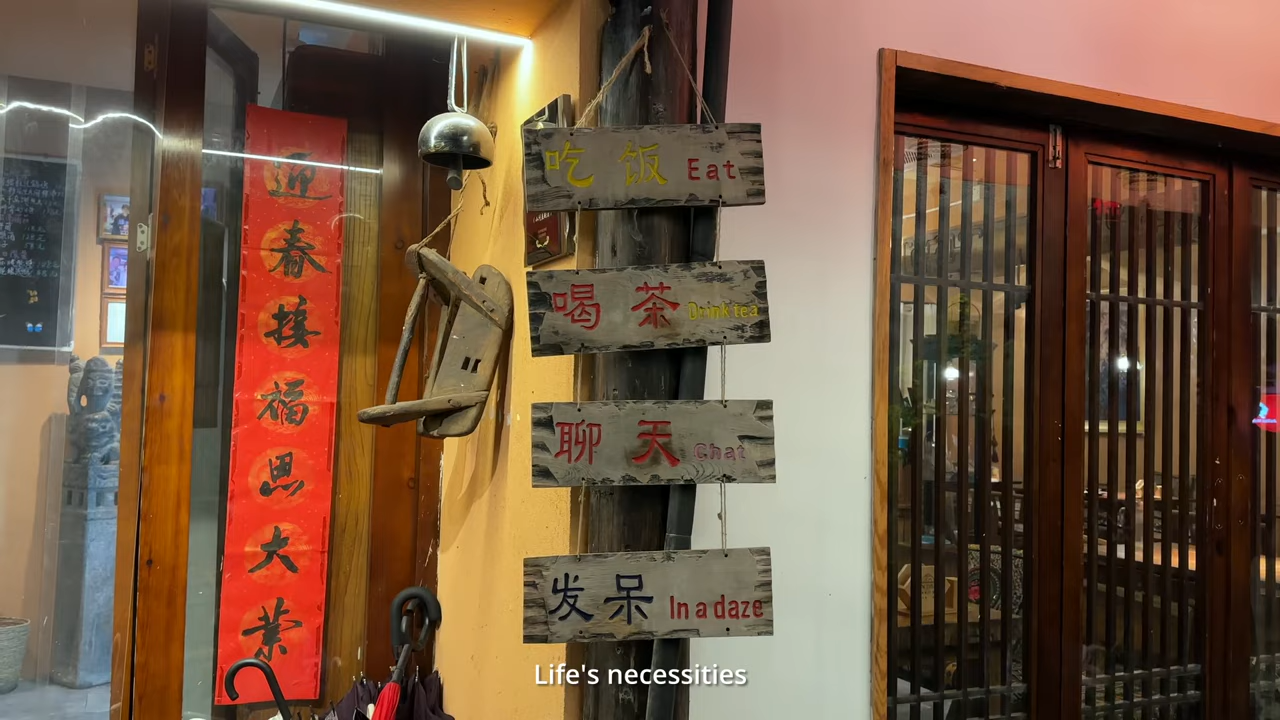 迎春接福思大業
吃饭 Eat
喝茶 Drink tea
聊天 Chat
发呆 In a daze
Life's necessities